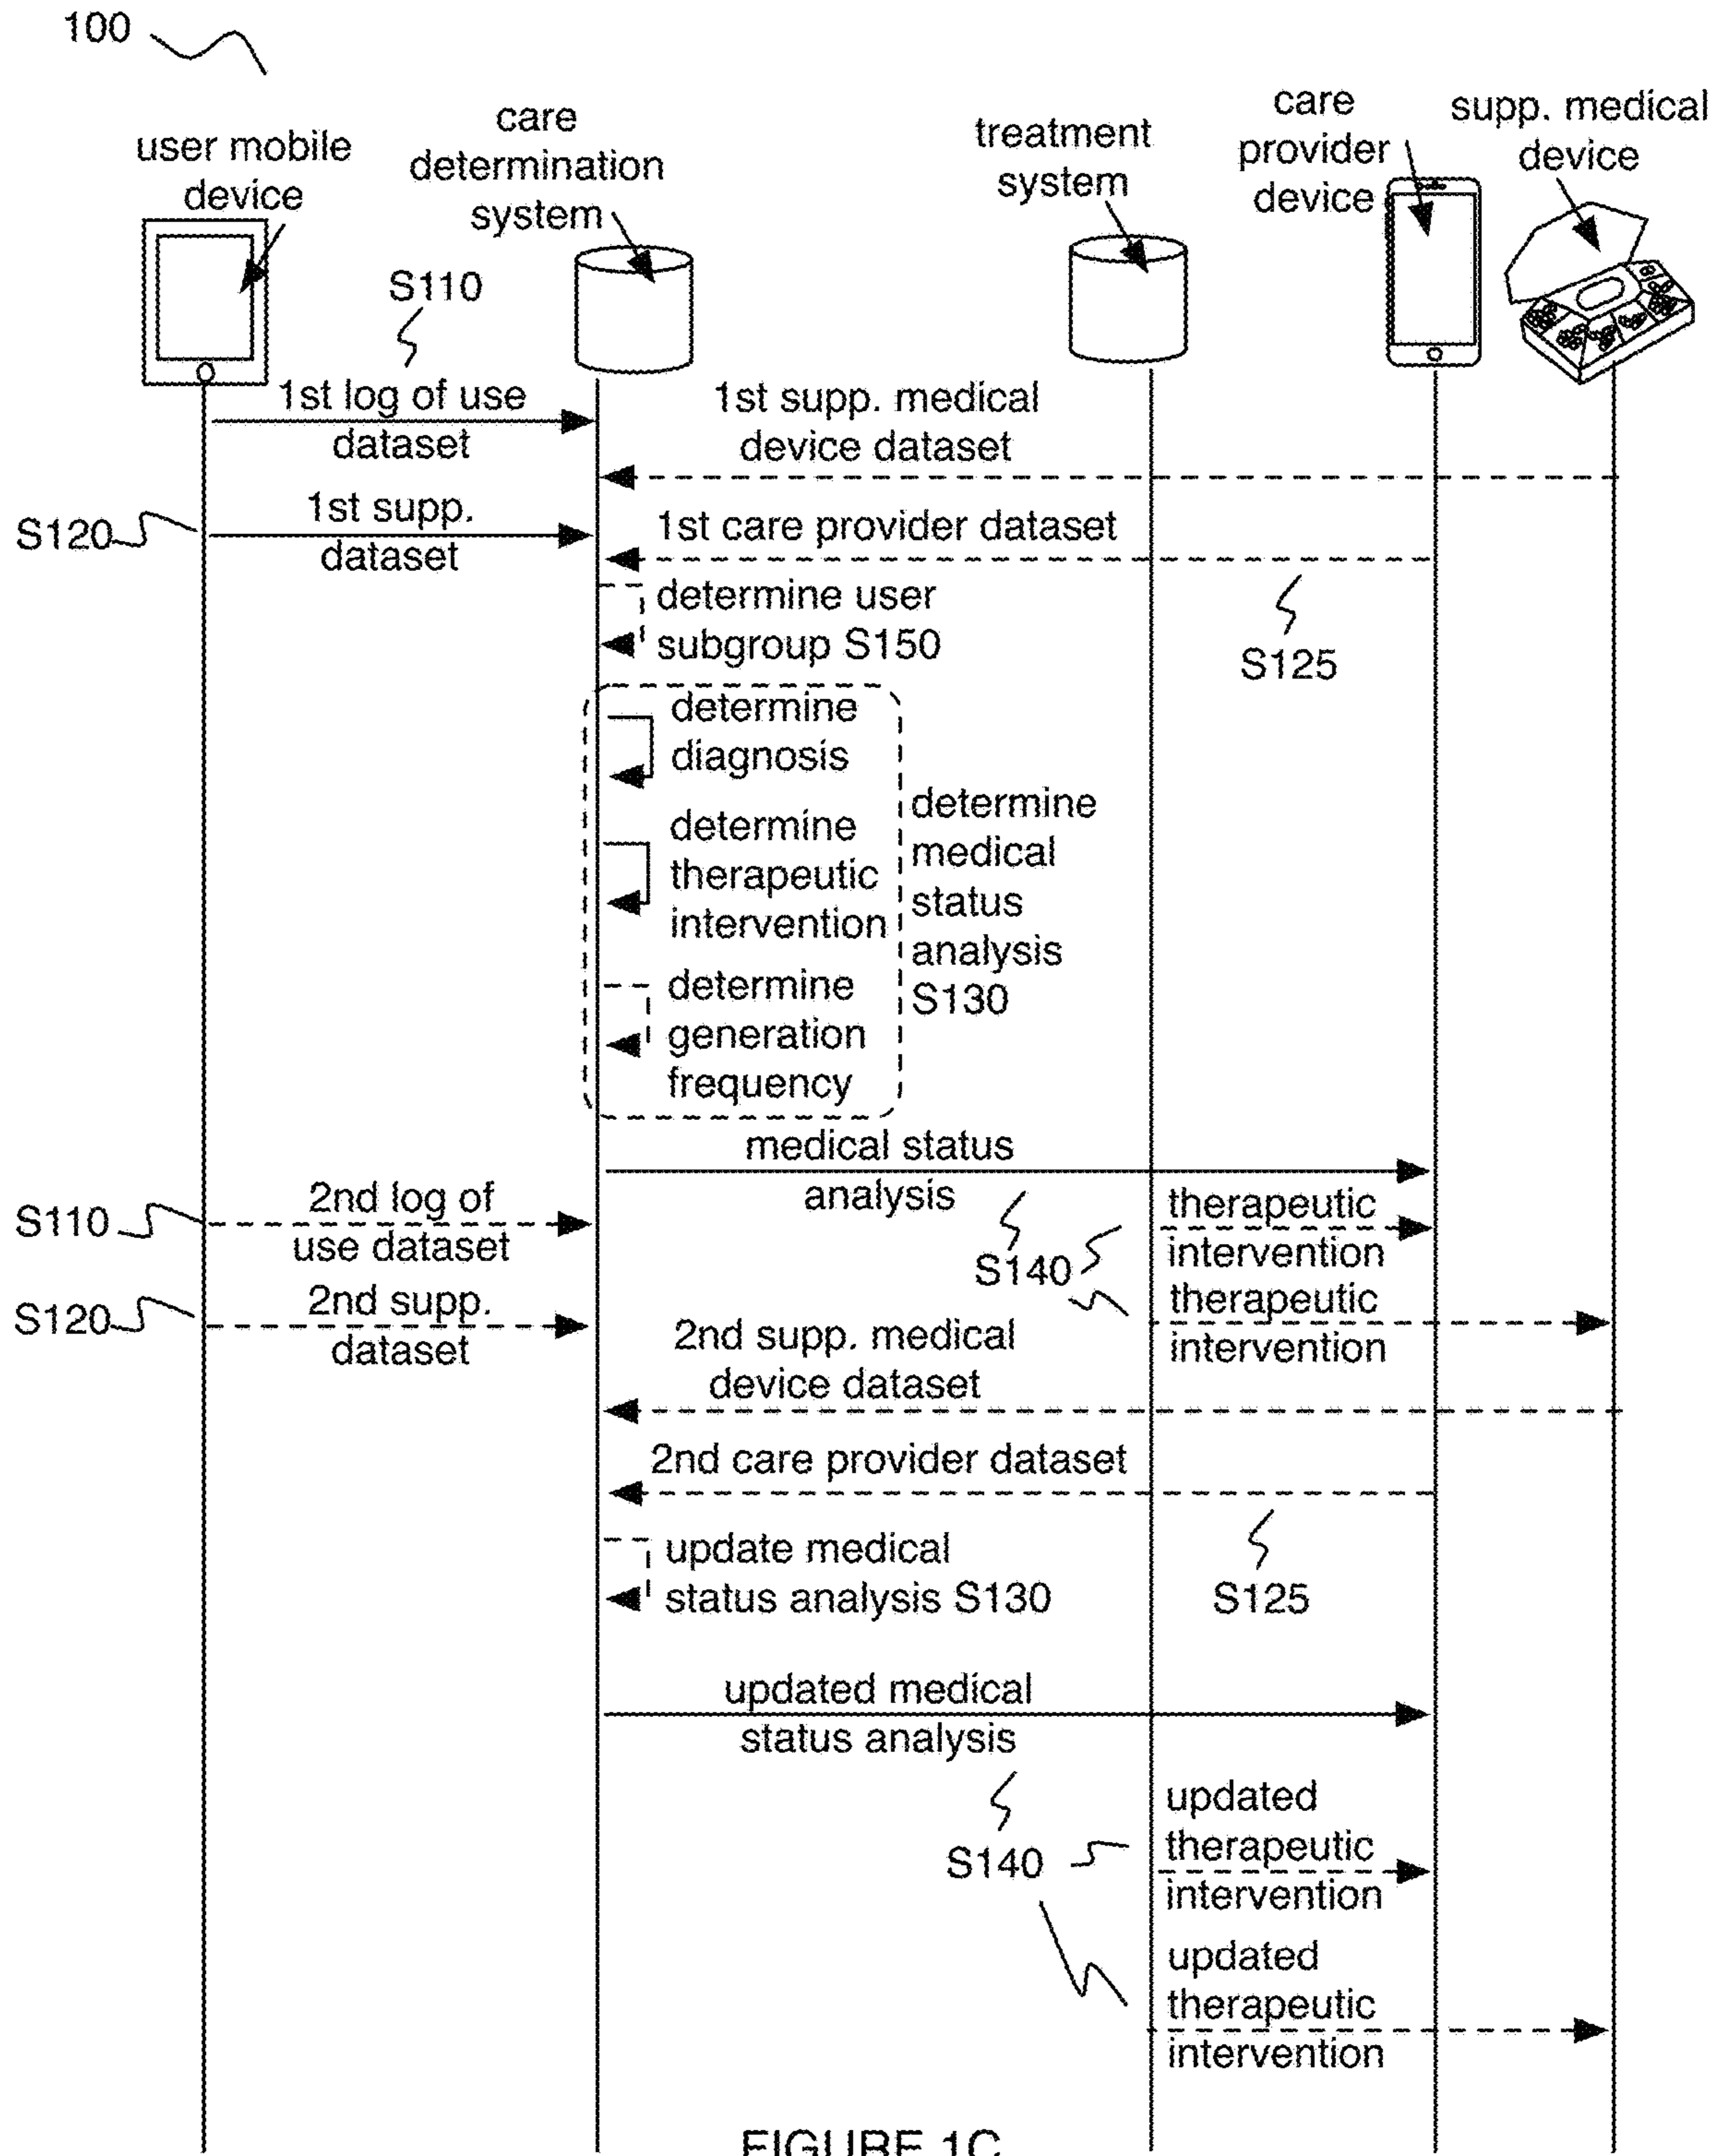 100
user mobile
device
care
determination
system
treatment
system
care
provider
device
supp. medical
device
S110
1st log of use
dataset
1st supp. medical
device dataset
S120
1st supp.
dataset
1st care provider dataset
S125
determine user
subgroup S150
determine
diagnosis
determine
therapeutic
intervention
determine
generation
frequency
determine
medical
status
analysis
S130
medical status
analysis
S110
2nd log of
use dataset
S140
therapeutic
intervention
therapeutic
intervention
S120
2nd supp.
dataset
2nd supp. medical
device dataset
2nd care provider dataset
S125
update medical
status analysis S130
updated medical
status analysis
S140
updated
therapeutic
intervention
updated
therapeutic
intervention
FIGURE 1C